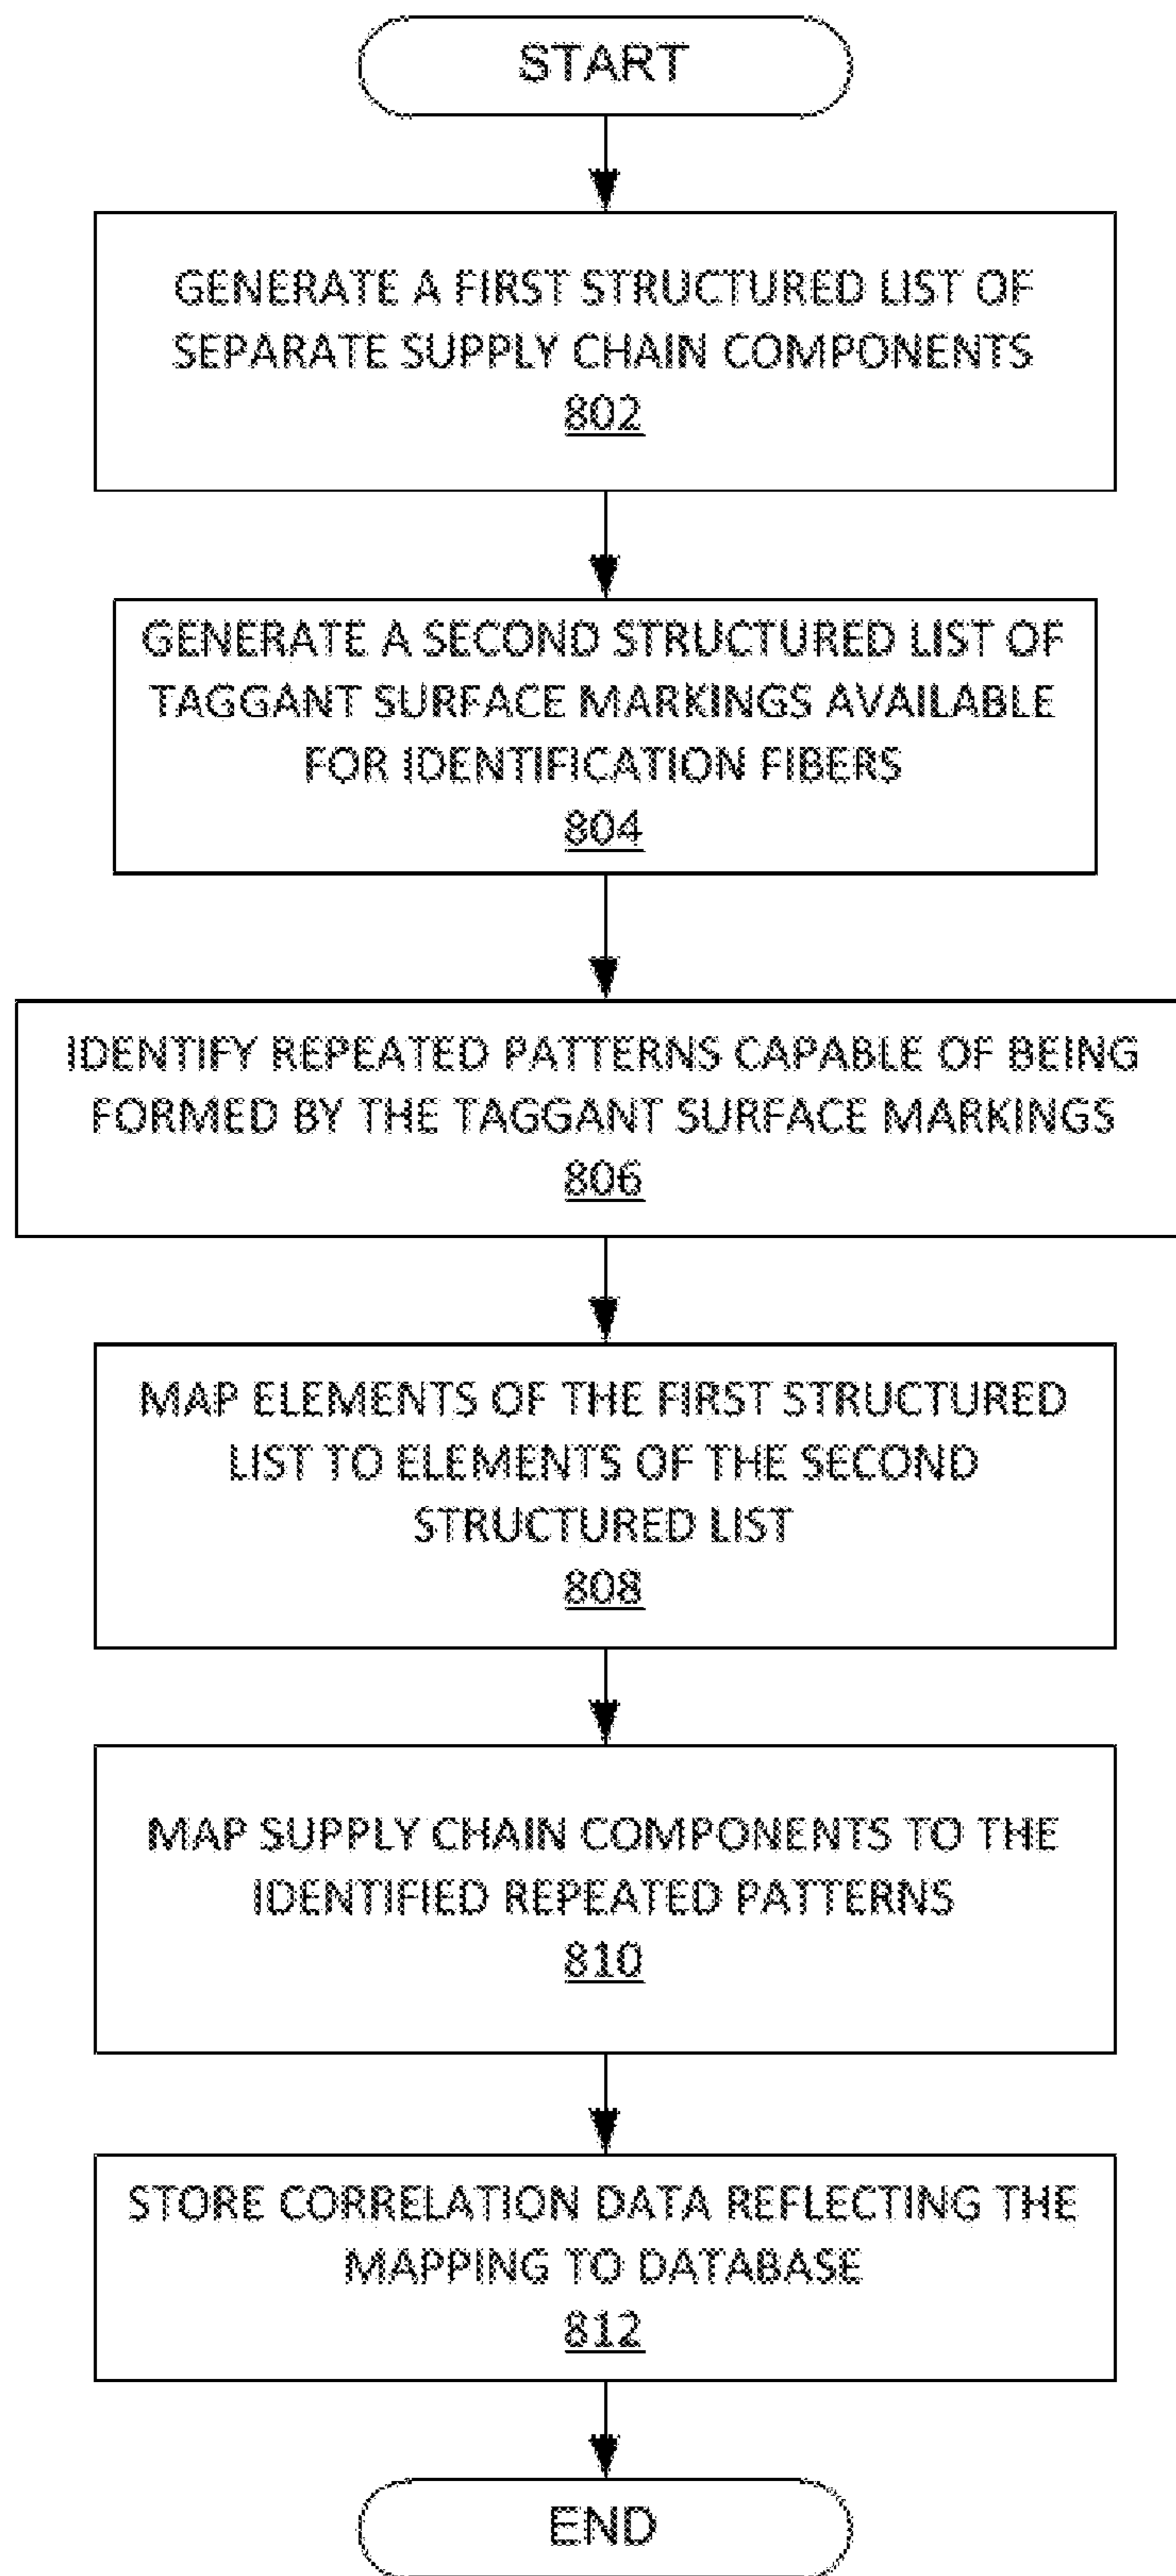 START
GENERATE A FIRST STRUCTURED LIST OF
SEPARATE SUPPLY CHAIN COMPONENTS
802
GENERATE A SECOND STRUCTURED LIST OF
TAGGANT SURFACE MARKINGS AVAILABLE
FOR IDENTIFICATION FIBERS
804
IDENTIFY REPEATED PATTERNS CAPABLE OF BEING
FORMED BY THE TAGGANT SURFACE MARKINGS
806
MAP ELEMENTS OF THE FIRST STRUCTURED
LIST TO ELEMENTS OF THE SECOND
STRUCTURED LIST
808
MAP SUPPLY CHAIN COMPONENTS TO THE
IDENTIFIED REPEATED PATTERNS
810
STORE CORRELATION DATA REFLECTING THE
MAPPING TO DATABASE
812
END